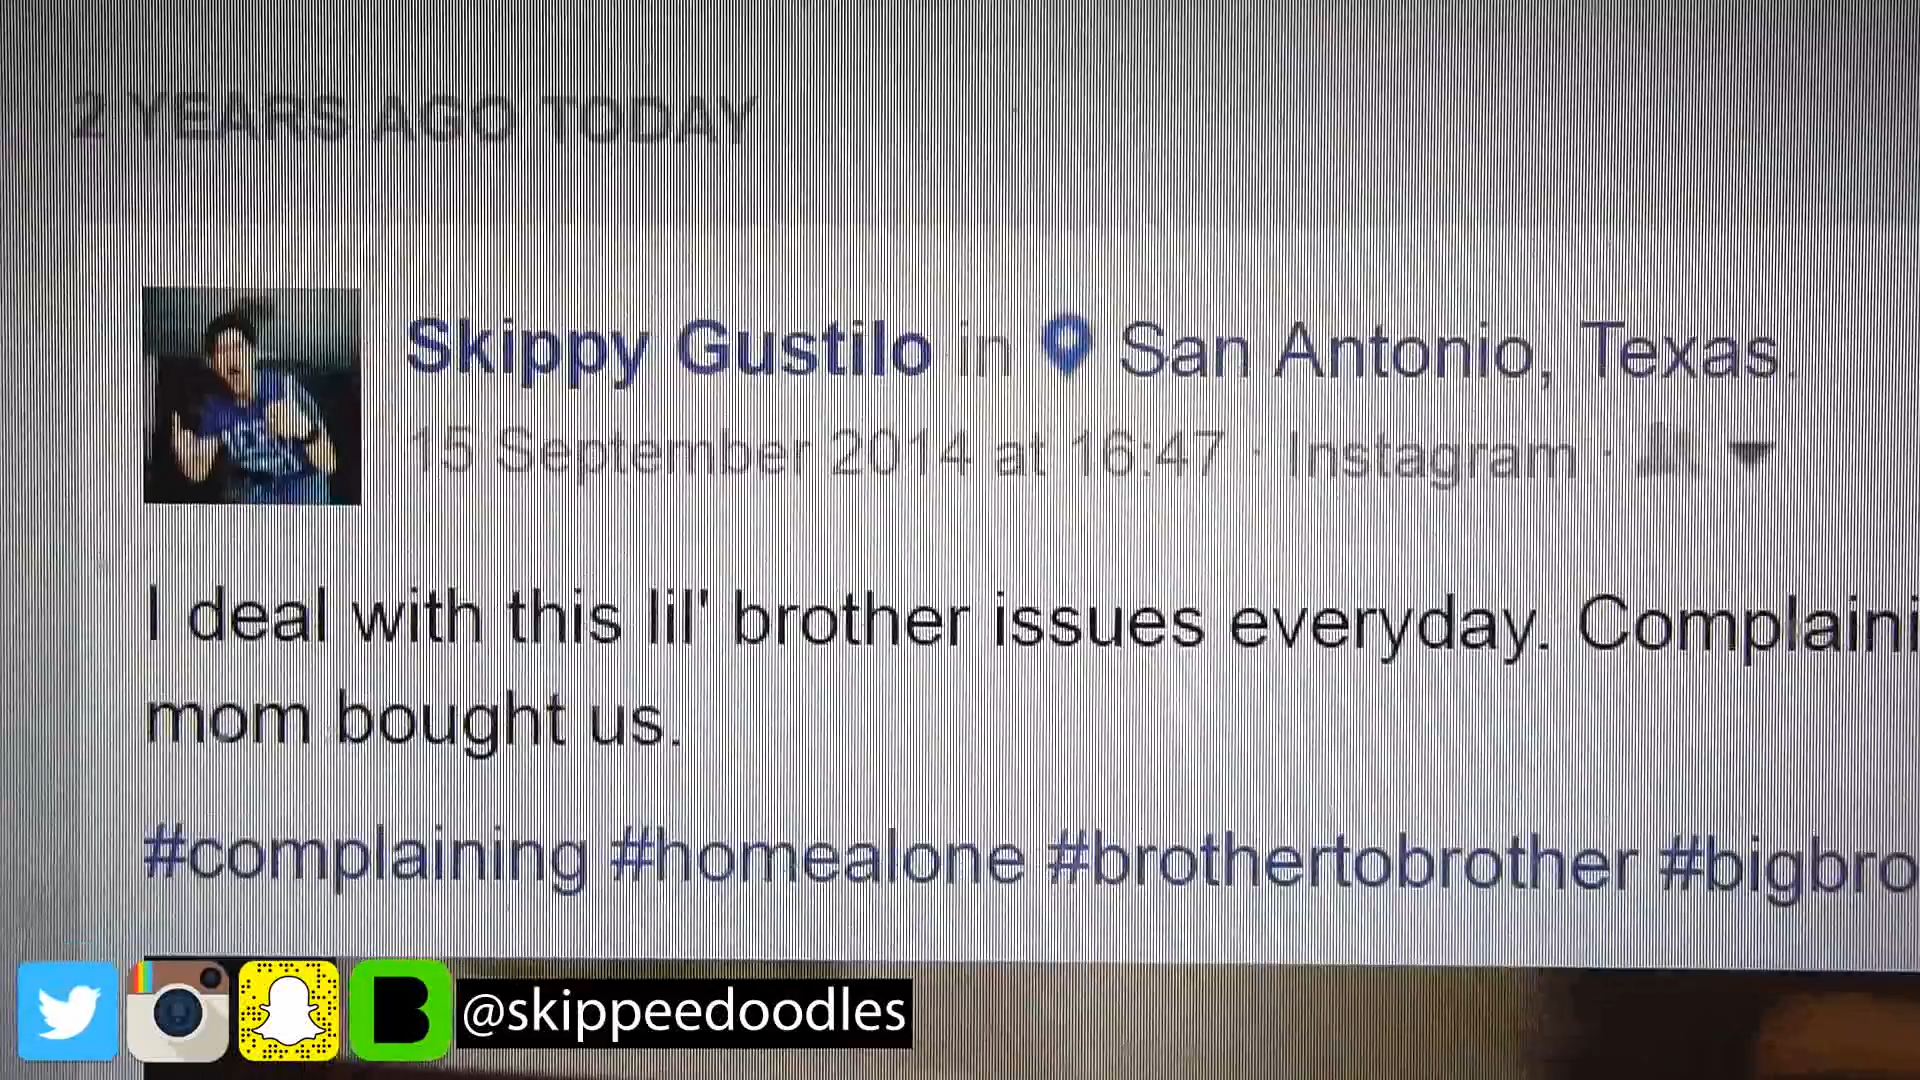 2 YEARS AGO TODAY
Skippy Gustilo in San Antonio, Texas.
15 September 2014 at 16:47 · Instagram ·
I deal with this lil' brother issues everyday. Complaini
mom bought us.
#complaining #homealone #brothertobrother #bigbro
@skippeedoodles